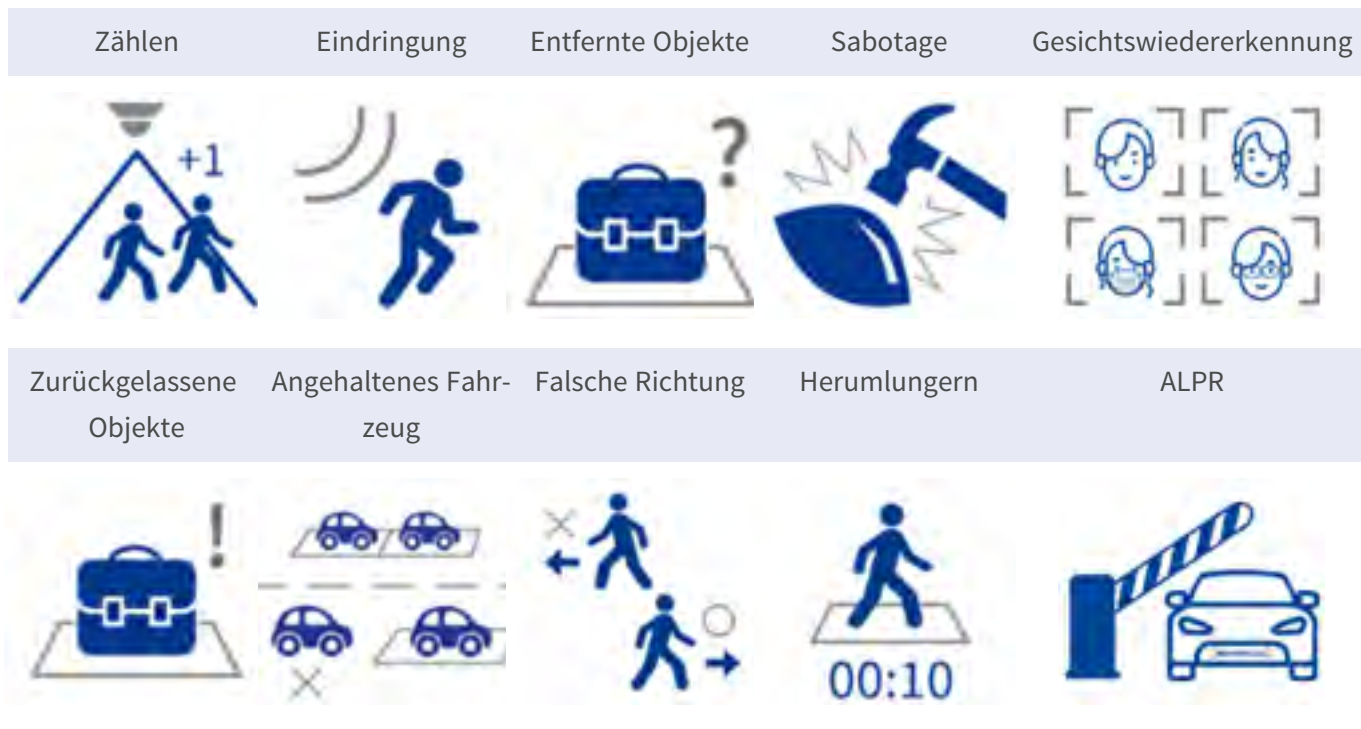 Zählen Eindringung Entfernte Objekte Sabotage Gesichtswiedererkennung
+1
?
Zurückgelassene Angehaltenes Fahr- Falsche Richtung Herumlungern ALPR
Objekte zeug
!
00:10